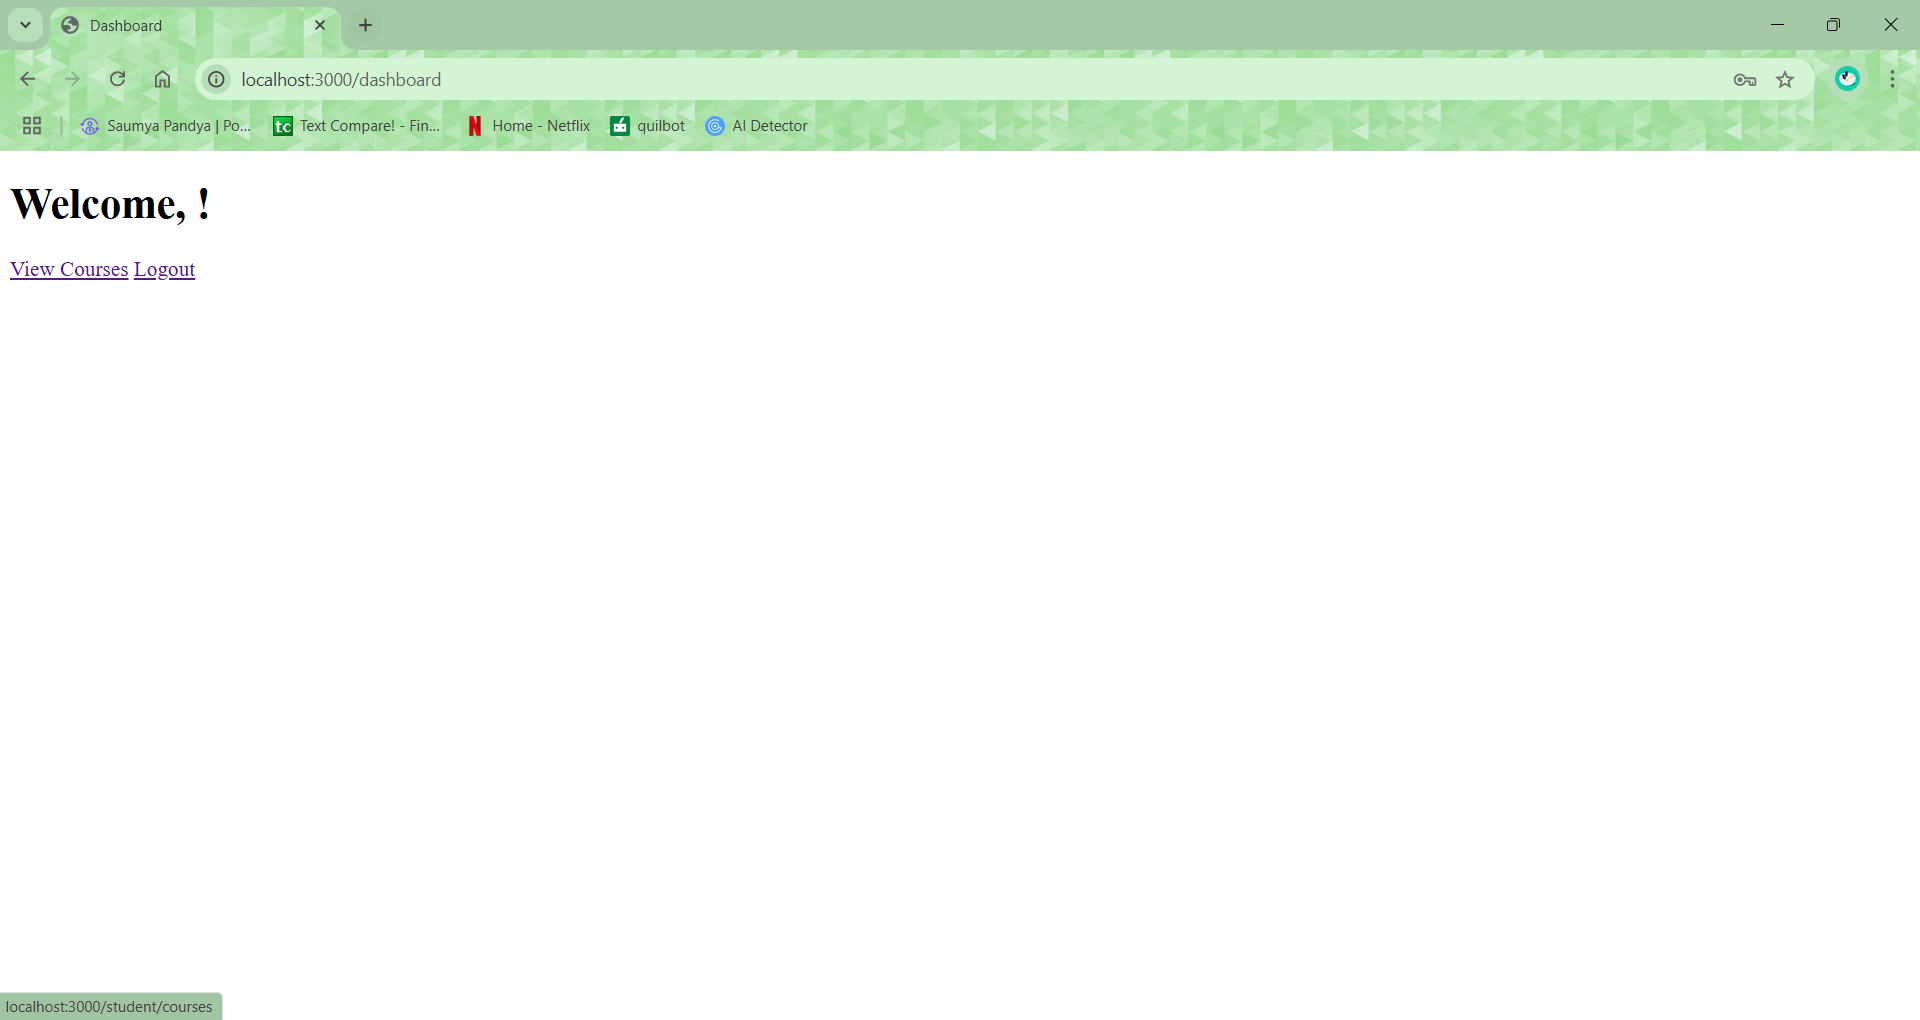 Dashboard
localhost:3000/dashboard
Saumya Pandya | Po... tc Text Compare! - Fin... N Home - Netflix quilbot AI Detector
Welcome, !
View Courses Logout
localhost:3000/student/courses